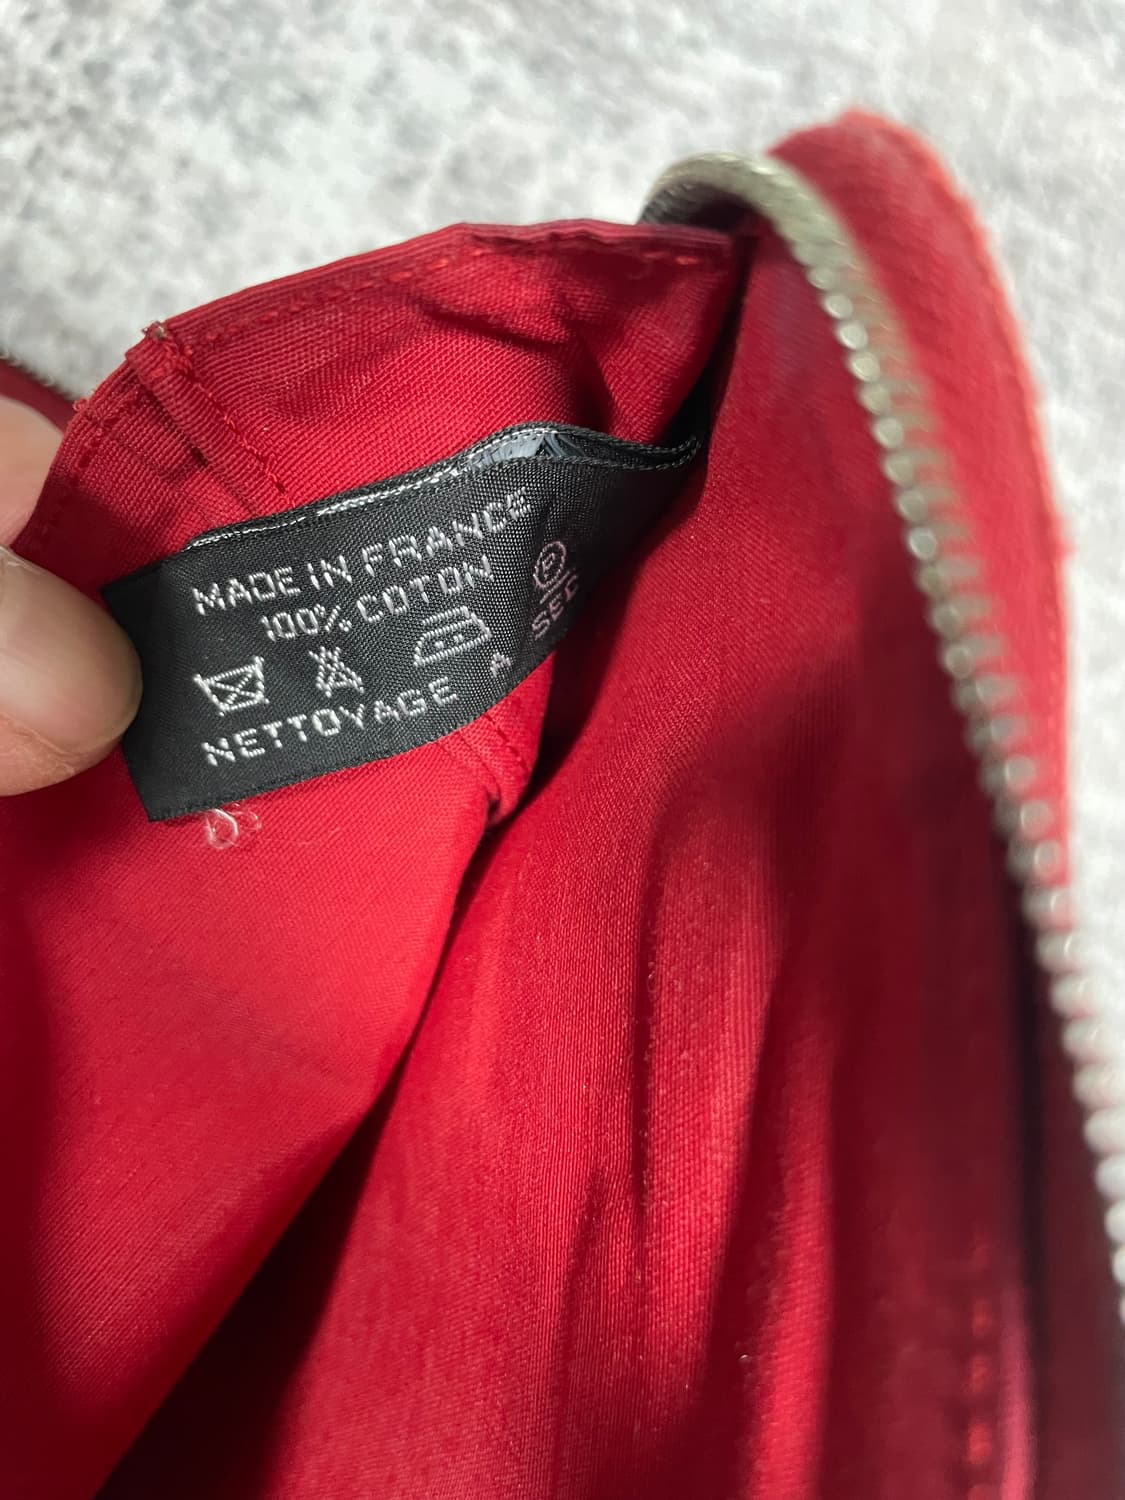 MADE IN FRANCE
100% COTON
P
NETTOYAGE A SEC